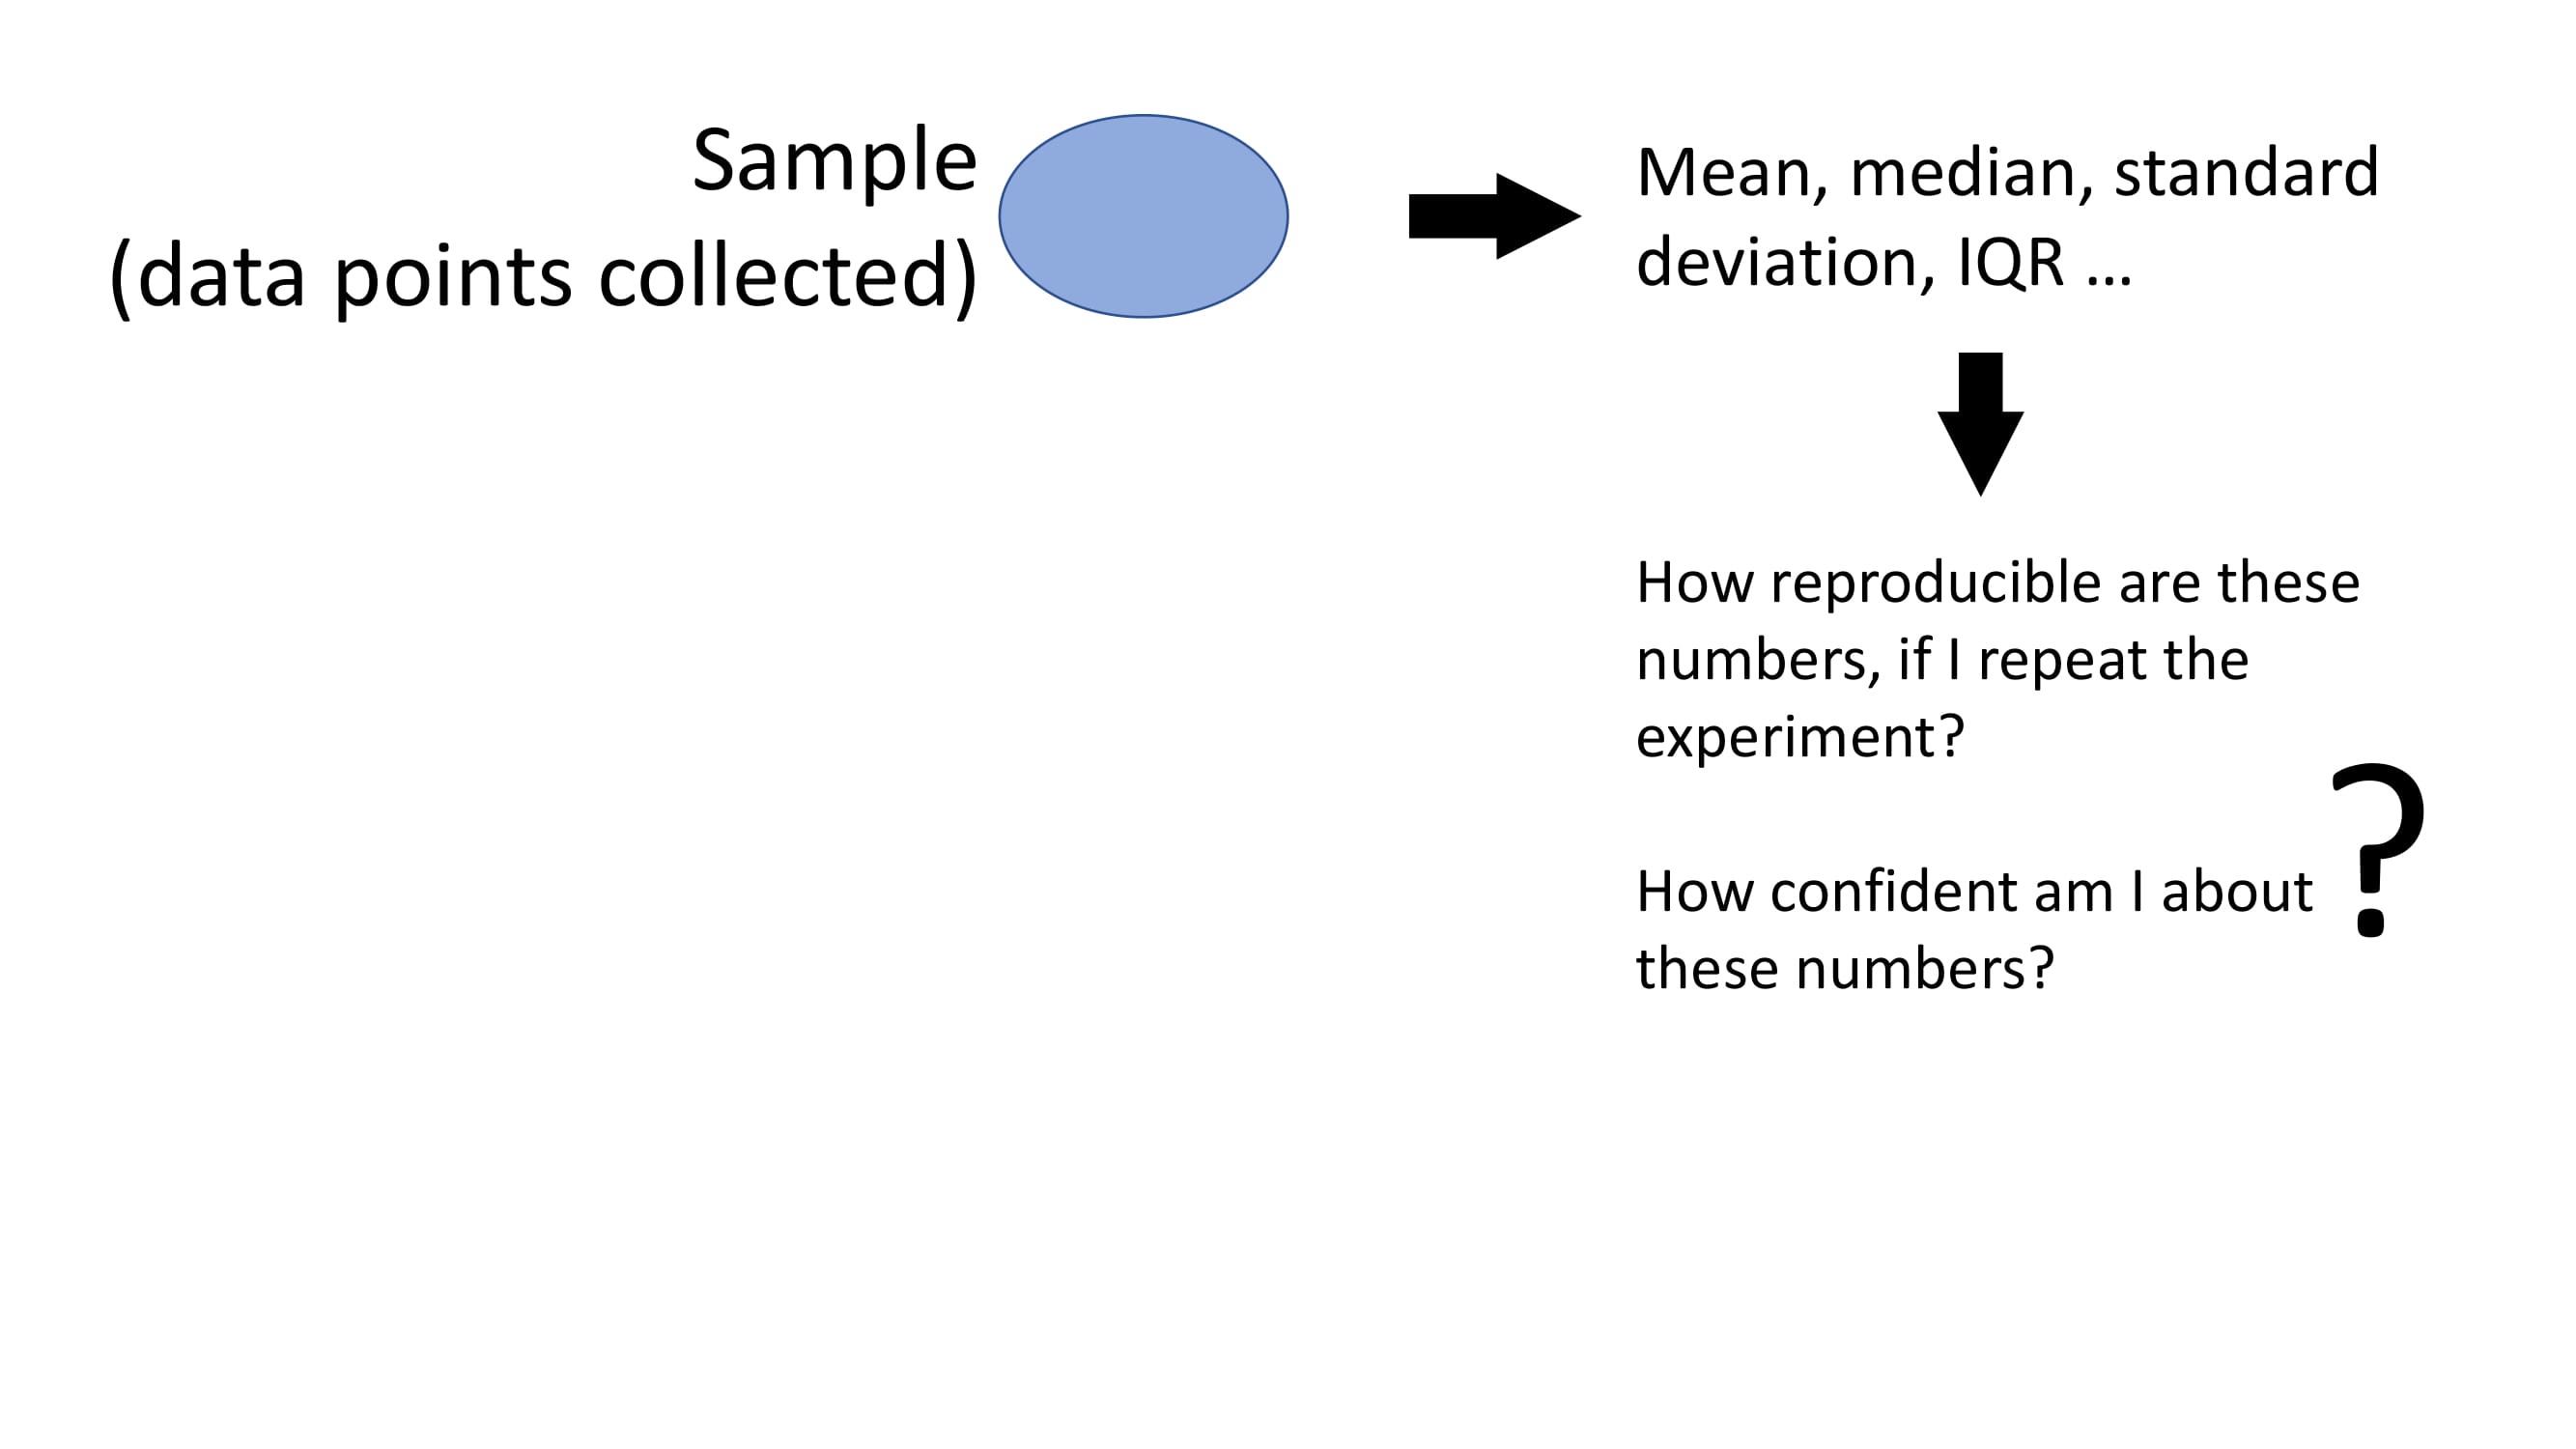 Sample
(data points collected)
Mean, median, standard
deviation, IQR ...
How reproducible are these
numbers, if I repeat the
experiment?
?
How confident am I about
these numbers?